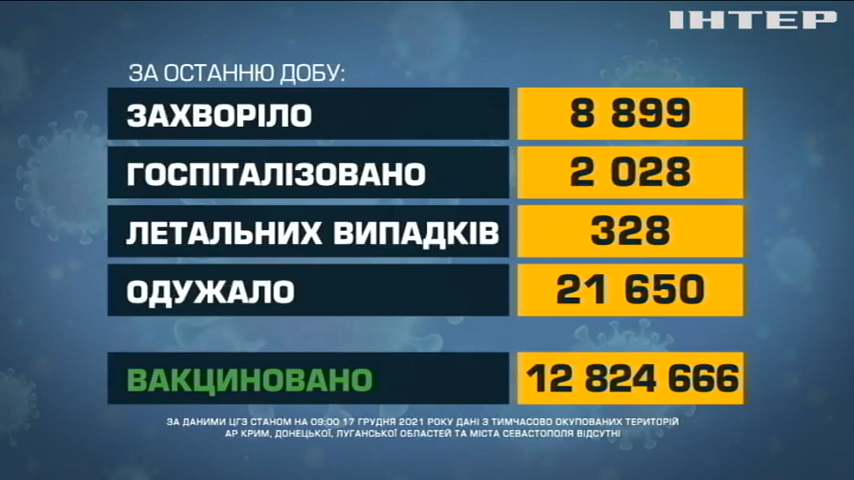 ІНТЕР
ЗА ОСТАННЮ ДОБУ:
ЗАХВОРІЛО 8 899
ГОСПІТАЛІЗОВАНО 2 028
ЛЕТАЛЬНИХ ВИПАДКІВ 328
ОДУЖАЛО 21 650
ВАКЦИНОВАНО 12 824 666
ЗА ДАНИМИ ЦГЗ СТАНОМ НА 09:00 17 ГРУДНЯ 2021 РОКУ ДАНІ З ТИМЧАСОВО ОКУПОВАНИХ ТЕРИТОРІЙ
АР КРИМ, ДОНЕЦЬКОЇ, ЛУГАНСЬКОЇ ОБЛАСТЕЙ ТА МІСТА СЕВАСТОПОЛЯ ВІДСУТНІ